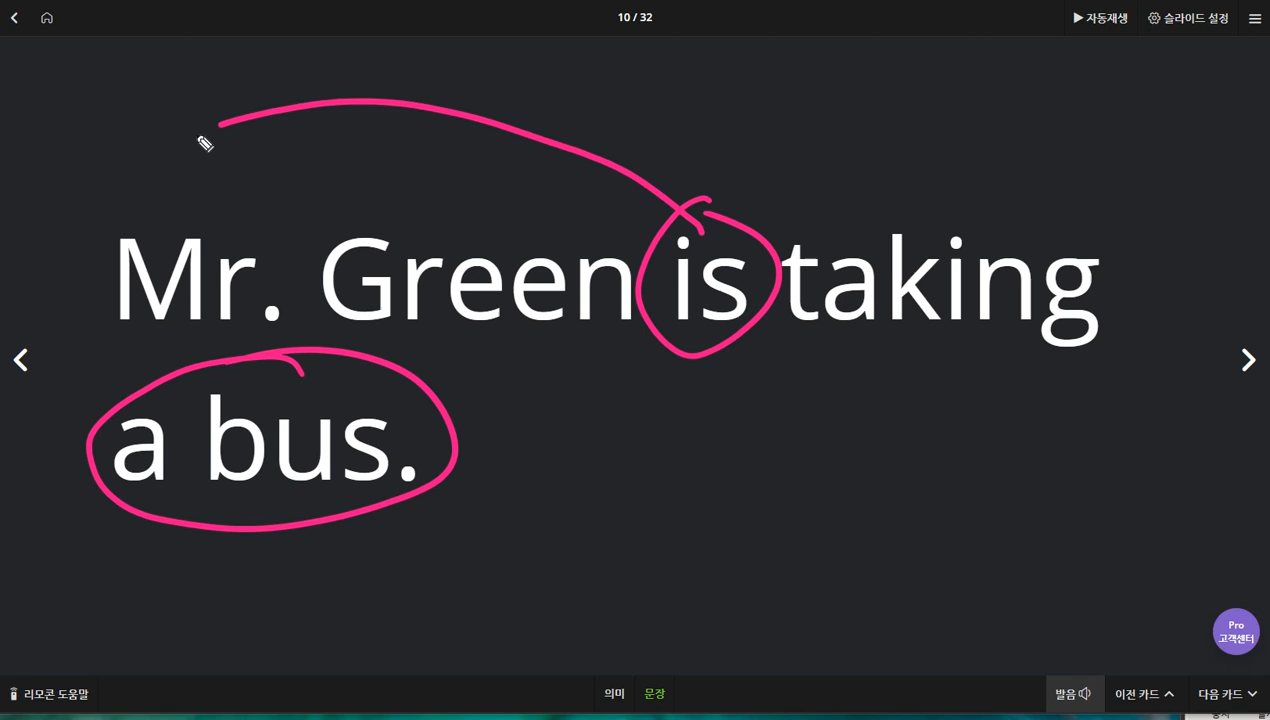 10 / 32
자동재생
슬라이드 설정
Mr. Green is taking
a bus.
Pro
고객센터
리모콘 도움말
의미
문장
발음
이전 카드
다음 카드